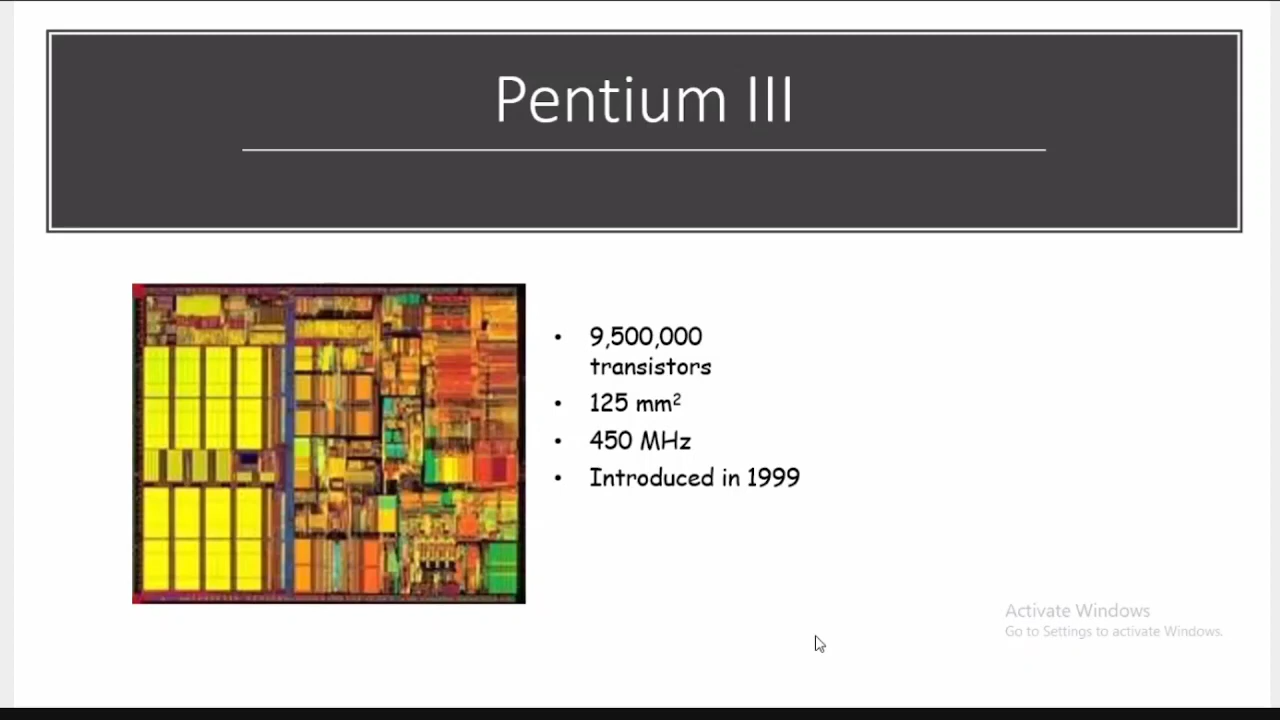 Pentium III
• 9,500,000
transistors
• 125 mm²
• 450 MHz
• Introduced in 1999
Activate Windows
Go to Settings to activate Windows.